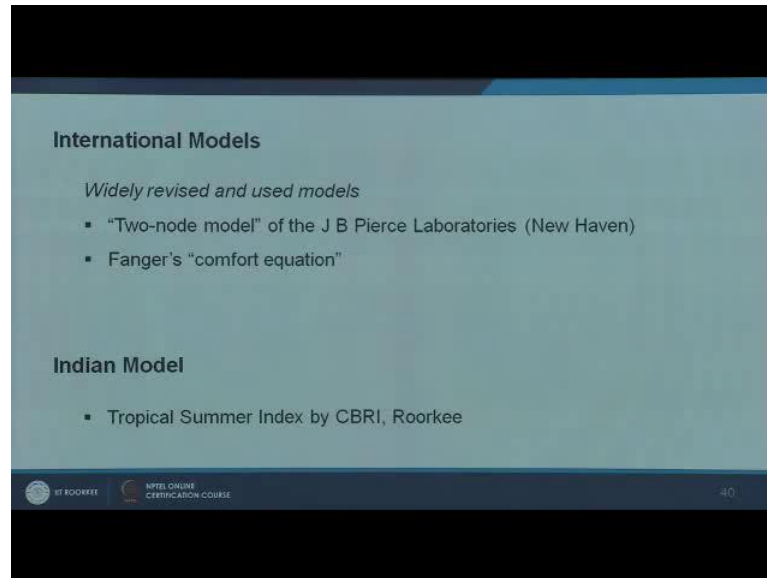 International Models
Widely revised and used models
▪ "Two-node model" of the J B Pierce Laboratories (New Haven)
▪ Fanger's "comfort equation"
Indian Model
▪ Tropical Summer Index by CBRI, Roorkee
IIT ROORKEE
NPTEL ONLINE
CERTIFICATION COURSE
40